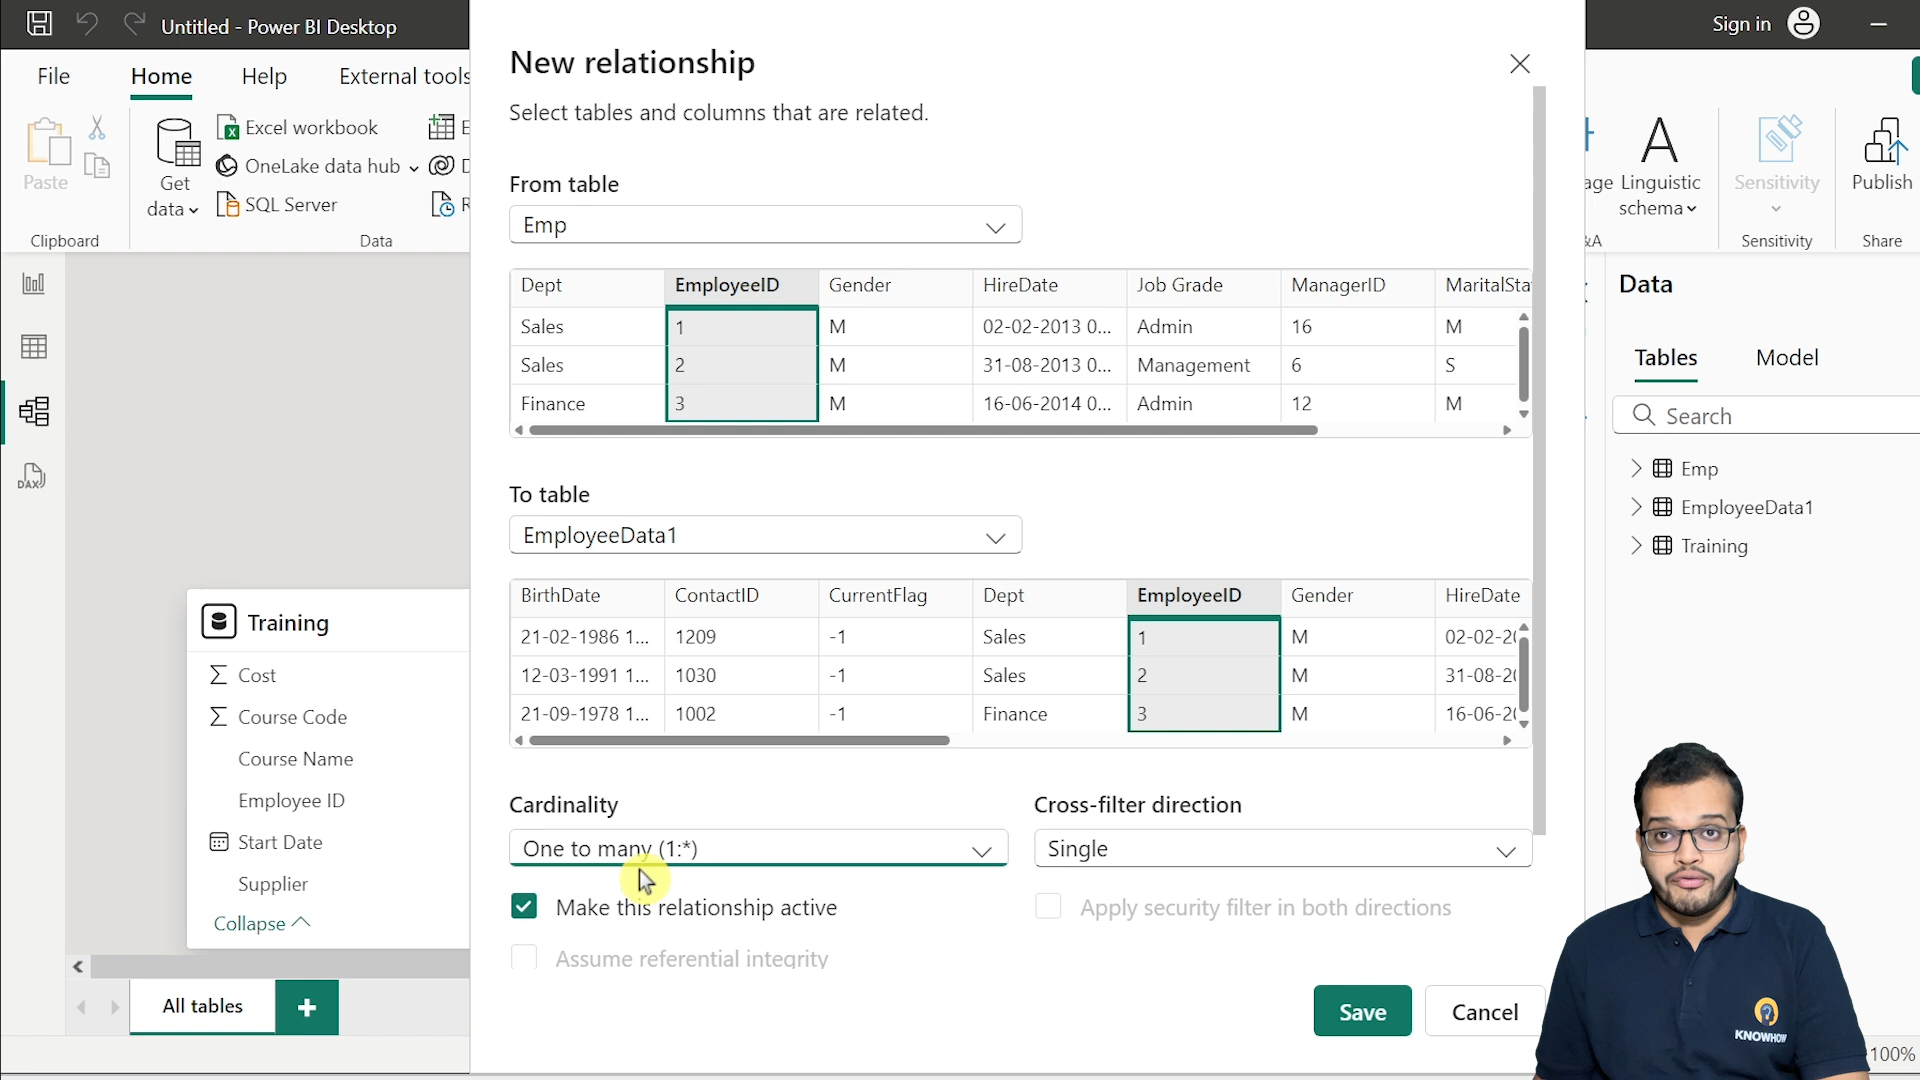 Untitled - Power BI Desktop
Sign in
File Home Help External tools
Paste
Clipboard
Get data
Excel workbook
OneLake data hub
SQL Server
Data
Linguistic schema
Sensitivity
Sensitivity
Publish
Share
New relationship
Select tables and columns that are related.
From table
Emp
Dept EmployeeID Gender HireDate Job Grade ManagerID MaritalSta
Sales 1 M 02-02-2013 0... Admin 16 M
Sales 2 M 31-08-2013 0... Management 6 S
Finance 3 M 16-06-2014 0... Admin 12 M
To table
EmployeeData1
BirthDate ContactID CurrentFlag Dept EmployeeID Gender HireDate
21-02-1986 1... 1209 -1 Sales 1 M 02-02-2
12-03-1991 1... 1030 -1 Sales 2 M 31-08-2
21-09-1978 1... 1002 -1 Finance 3 M 16-06-2
Cardinality
One to many (1:*)
Cross-filter direction
Single
Make this relationship active
Apply security filter in both directions
Assume referential integrity
Save Cancel
Data
Tables Model
Search
Emp
EmployeeData1
Training
DAX
Training
Cost
Course Code
Course Name
Employee ID
Start Date
Supplier
Collapse
All tables +
KNOWHOW
100%